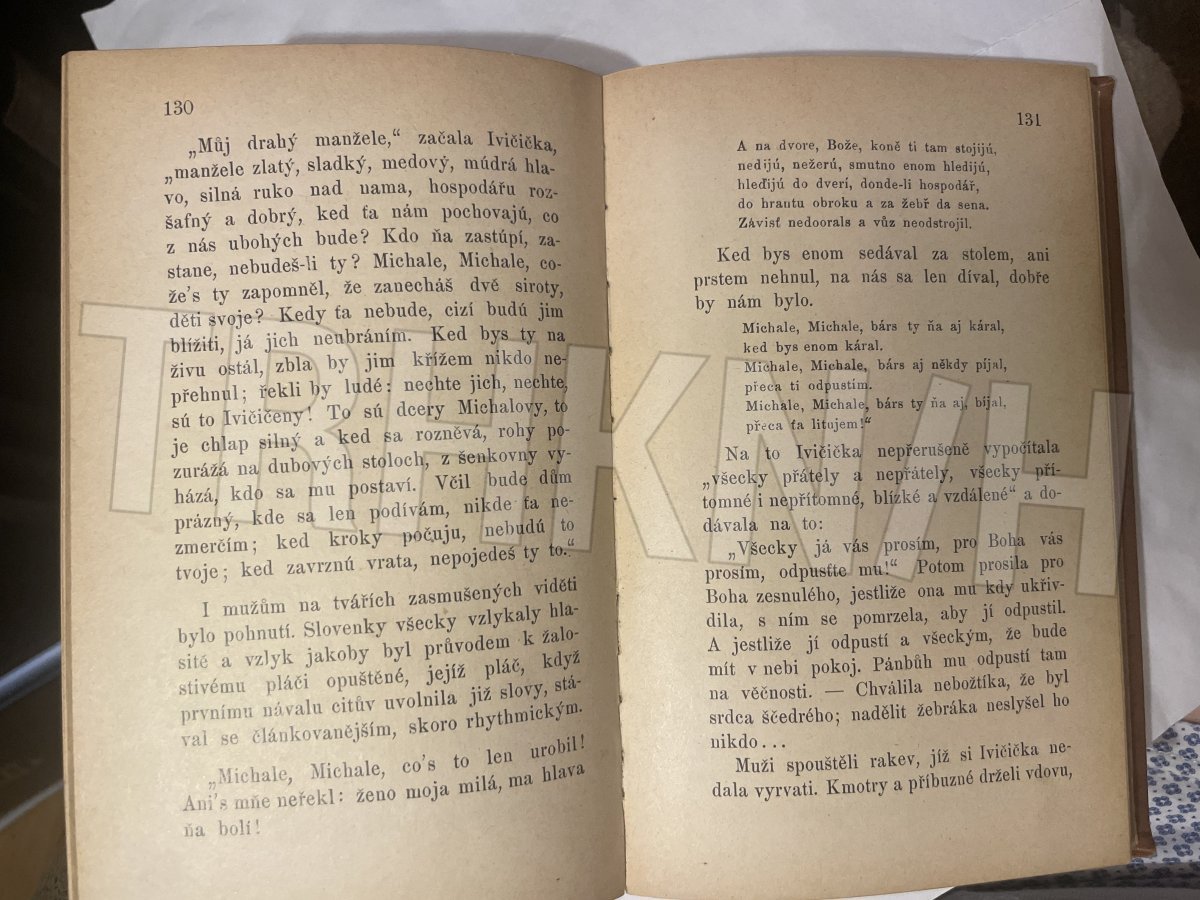 130
„Můj drahý manžele,“ začala Ivičička,
„manžele zlatý, sladký, medový, múdrá hla-
vo, silná ruko nad nama, hospodářu roz-
šafný a dobrý, ked ťa nám pochovajú, co
z nás ubohých bude? Kdo ňa zastúpí, za-
stane, nebudeš-li ty? Michale, Michale, co-
že's ty zapomněl, že zanecháš dvě siroty,
děti svoje? Kedy ťa nebude, cizí budú jim
blížiti, já jich neubráním. Ked bys ty na
živu ostál, zbla by jim křížem nikdo ne-
přehnul; řekli by ludé: nechte jich, nechte,
sú to Ivičičeny! To sú dcery Michalovy, to
je chlap silný a ked sa rozněvá, rohy po-
zurážá na dubových stoloch, z šenkovny vy-
hází, kdo sa mu postaví. Včil bude dům
prázný, kde sa len podívám, nikde ťa ne-
zmerčím; ked kroky počuju, nebudú to
tvoje; ked zavrznú vrata, nepojedeš ty to.“
I mužům na tvářích zasmušených viděti
bylo pohnutí. Slovenky všecky vzlykaly hla-
sitě a vzlyk jakoby byl průvodem k žalo-
stivému pláči opuštěné, jejíž pláč, když
prvnímu návalu citův uvolnila již slovy, stá-
val se článkovanějším, skoro rhythmickým.
„Michale, Michale, co's to len urobil!
Ani's mňe neřekl: ženo moja milá, ma hlava
ňa bolí!
131
A na dvore, Bože, koně ti tam stojijú,
nedijú, nežerú, smutno enom hledijú,
hleďijú do dverí, donde-li hospodář,
do hrantu obroku a za žebř da sena.
Závisť nedoorals a vůz neodstrojil.
Ked bys enom sedával za stolem, ani
prstem nehnul, na nás sa len díval, dobře
by nám bylo.
Michale, Michale, bárs ty ňa aj káral,
ked bys enom káral.
Michale, Michale, bárs aj někdy píjal,
přeca ti odpustím.
Michale, Michale, bárs ty ňa aj, bíjal,
přeca ťa litujem!“
Na to Ivičička nepřerušeně vypočítala
„všecky přátely a nepřátely, všecky pří-
tomné i nepřítomné, blízké a vzdálené“ a do-
dávala na to:
„Všecky já vás prosím, pro Boha vás
prosím, odpusťte mu!“ Potom prosila pro
Boha zesnulého, jestliže ona mu kdy ukřiv-
dila, s ním se pomrzela, aby jí odpustil.
A jestliže jí odpustí a všeckým, že bude
mít v nebi pokoj. Pánbůh mu odpustí tam
na věčnosti. — Chválila nebožtíka, že byl
srdca ščedrého; nadělit žebráka neslyšel ho
nikdo...
Muži spouštěli rakev, jíž si Ivičička ne-
dala vyrvati. Kmotry a příbuzné drželi vdovu,
TRHKNIH